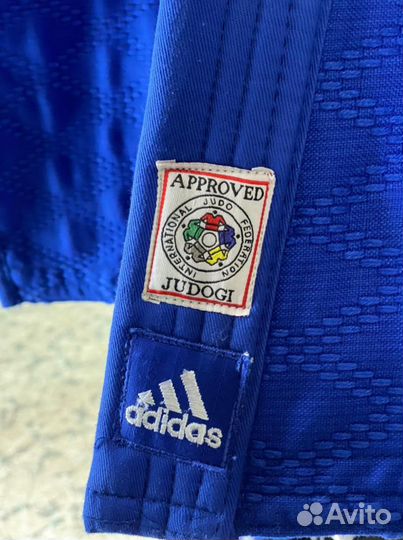 APPROVED
INTERNATIONAL JUDO FEDERATION
JUDOGI
adidas
Avito